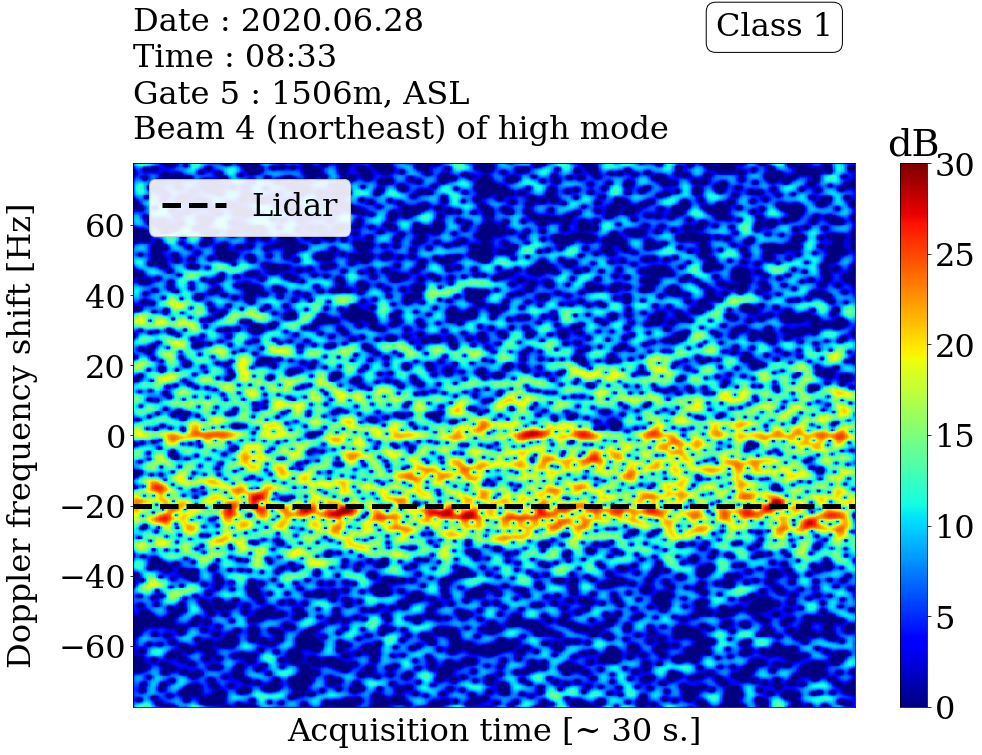 Date : 2020.06.28
Time : 08:33
Gate 5 : 1506m, ASL
Beam 4 (northeast) of high mode
Class 1
dB
Lidar
Doppler frequency shift [Hz]
60
40
20
0
−20
−40
−60
30
25
20
15
10
5
0
Acquisition time [~ 30 s.]